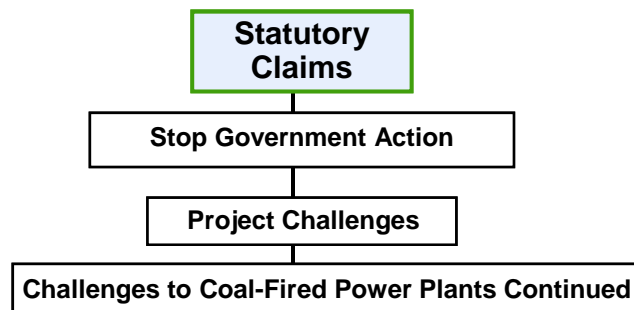 Statutory
Claims
Stop Government Action
Project Challenges
Challenges to Coal-Fired Power Plants Continued